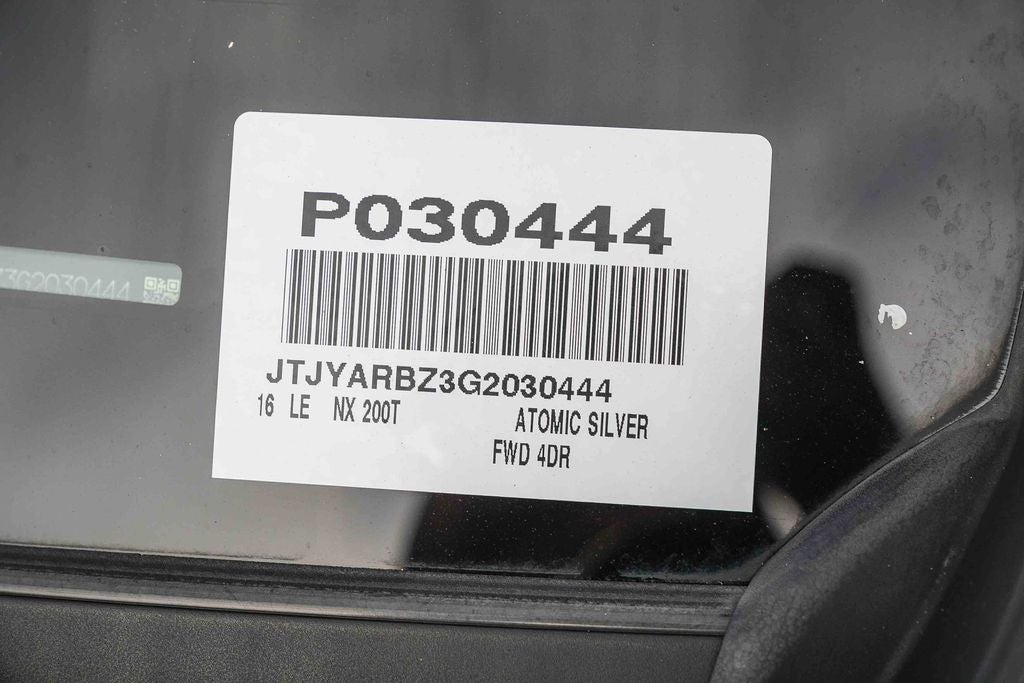 P030444
JTJYARBZ3G2030444
16 LE NX 200T ATOMIC SILVER
FWD 4DR
3G2030444